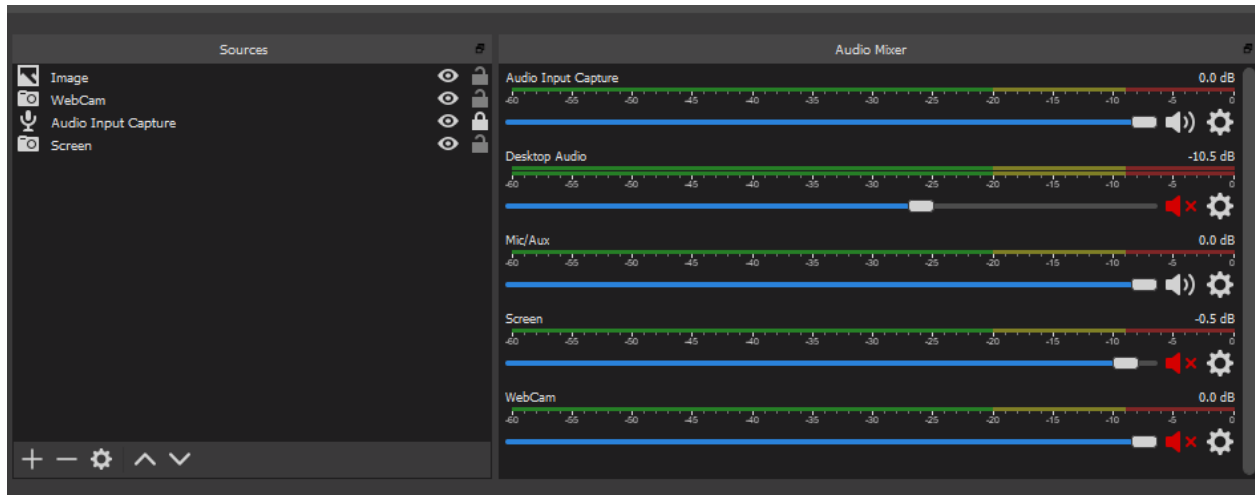 Sources
Image
WebCam
Audio Input Capture
Screen
Audio Mixer
Audio Input Capture 0.0 dB
-60 -55 -50 -45 -40 -35 -30 -25 -20 -15 -10 -5 0
Desktop Audio -10.5 dB
-60 -55 -50 -45 -40 -35 -30 -25 -20 -15 -10 -5 0
Mic/Aux 0.0 dB
-60 -55 -50 -45 -40 -35 -30 -25 -20 -15 -10 -5 0
Screen -0.5 dB
-60 -55 -50 -45 -40 -35 -30 -25 -20 -15 -10 -5 0
WebCam 0.0 dB
-60 -55 -50 -45 -40 -35 -30 -25 -20 -15 -10 -5 0